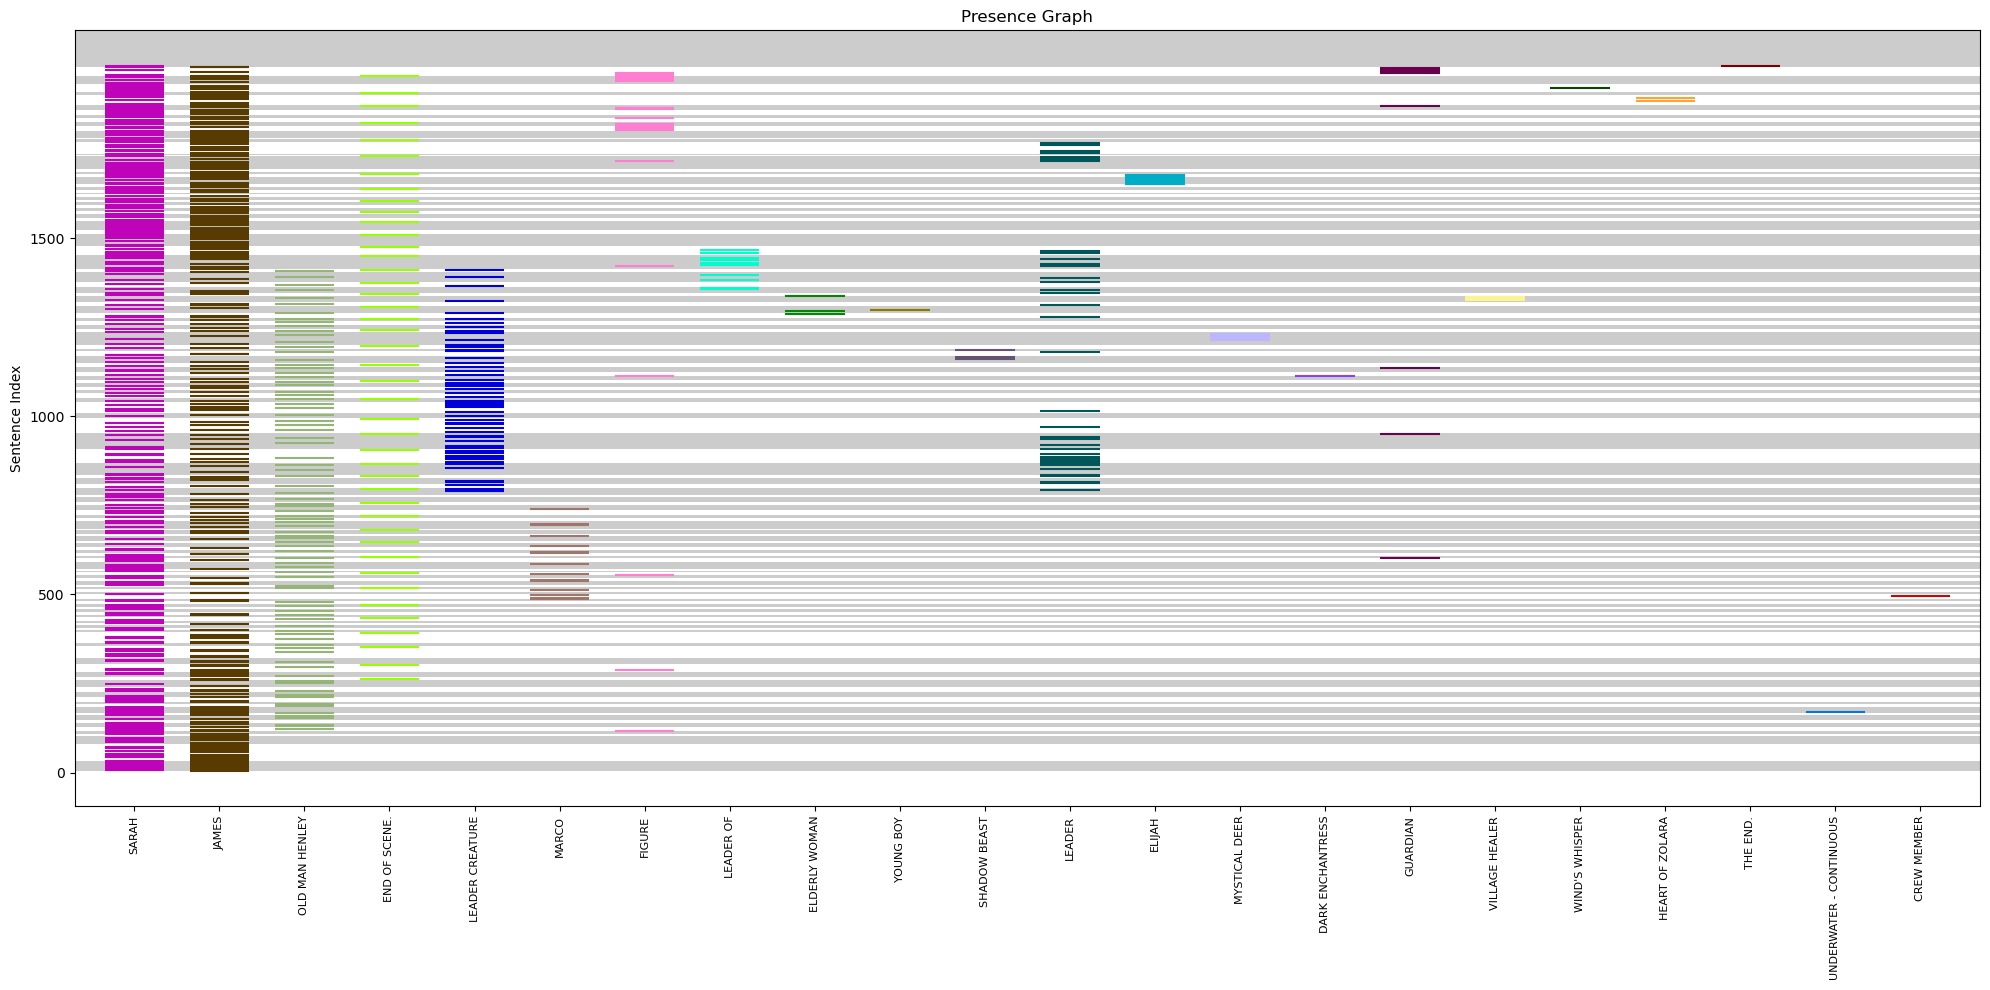 Presence Graph
Sentence Index
1500
1000
500
0
SARAH
JAMES
OLD MAN HENLEY
END OF SCENE.
LEADER CREATURE
MARCO
FIGURE
LEADER OF
ELDERLY WOMAN
YOUNG BOY
SHADOW BEAST
LEADER
ELIJAH
MYSTICAL DEER
DARK ENCHANTRESS
GUARDIAN
VILLAGE HEALER
WIND'S WHISPER
HEART OF ZOLARA
THE END.
UNDERWATER - CONTINUOUS
CREW MEMBER